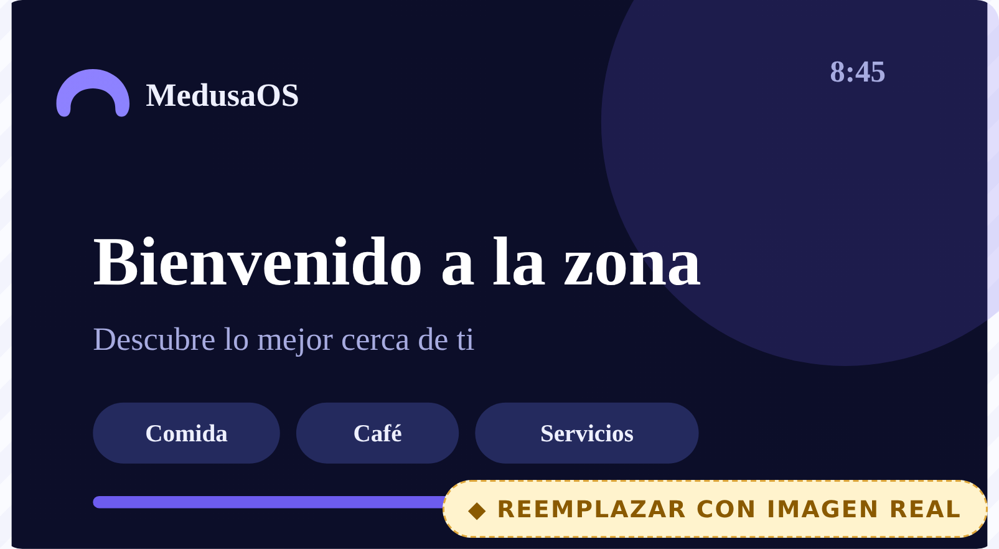 MedusaOS
8:45
Bienvenido a la zona
Descubre lo mejor cerca de ti
Comida
Café
Servicios
◆ REEMPLAZAR CON IMAGEN REAL